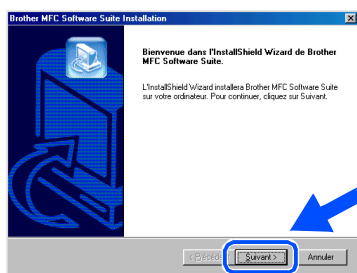 Brother MFC Software Suite Installation
Bienvenue dans l'InstallShield Wizard de Brother
MFC Software Suite.
L'InstallShield Wizard installera Brother MFC Software Suite
sur votre ordinateur. Pour continuer, cliquez sur Suivant.
Suivant > Annuler